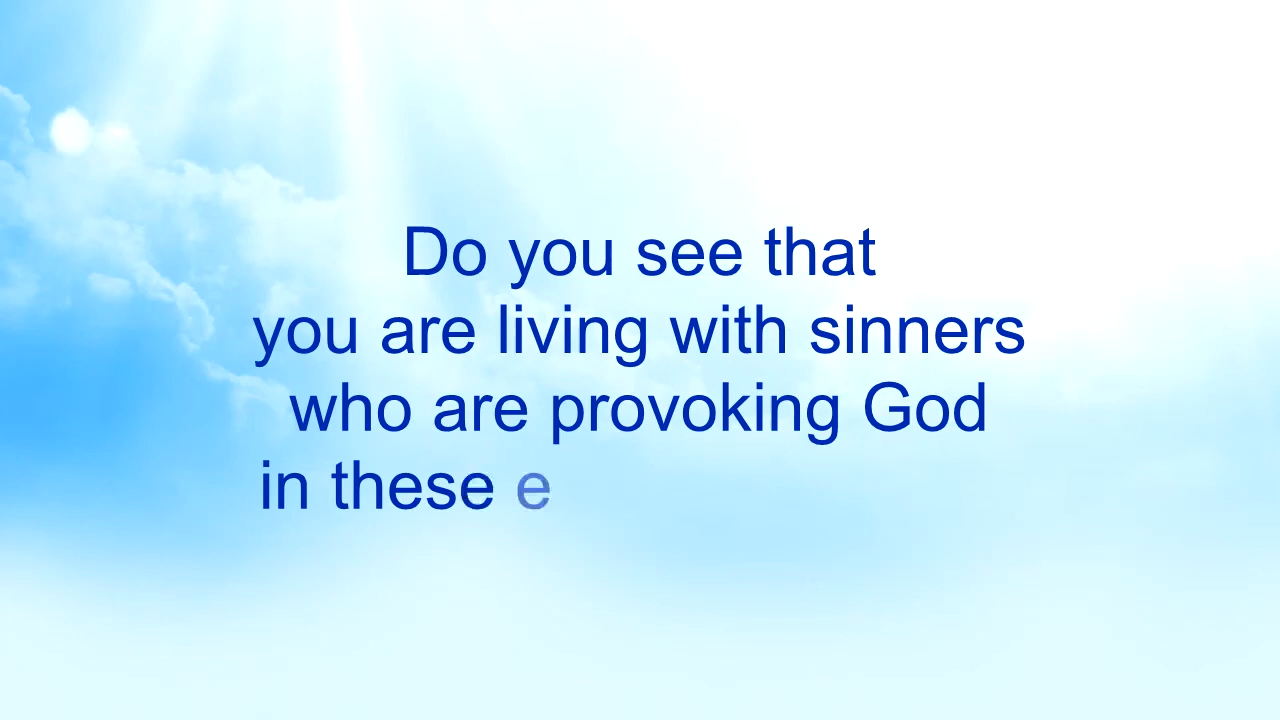 Do you see that
you are living with sinners
who are provoking God
in these e